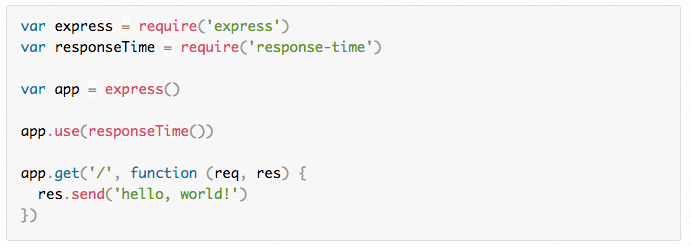 var express = require('express')
var responseTime = require('response-time')

var app = express()

app.use(responseTime())

app.get('/', function (req, res) {
  res.send('hello, world!')
})